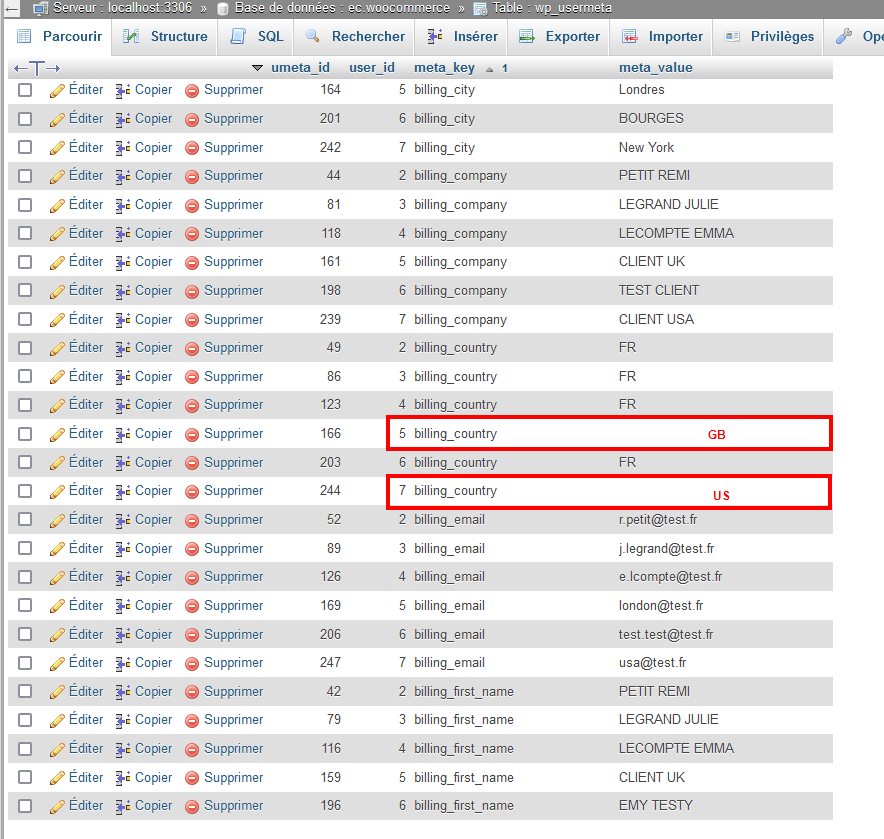 Serveur : localhost:3306 » Base de données : ec woocommerce » Table : wp_usermeta
Parcourir Structure SQL Rechercher Insérer Exporter Importer Privilèges Opé
←T→ umeta_id user_id meta_key 1 meta_value
Éditer Copier Supprimer 164 5 billing_city Londres
Éditer Copier Supprimer 201 6 billing_city BOURGES
Éditer Copier Supprimer 242 7 billing_city New York
Éditer Copier Supprimer 44 2 billing_company PETIT REMI
Éditer Copier Supprimer 81 3 billing_company LEGRAND JULIE
Éditer Copier Supprimer 118 4 billing_company LECOMPTE EMMA
Éditer Copier Supprimer 161 5 billing_company CLIENT UK
Éditer Copier Supprimer 198 6 billing_company TEST CLIENT
Éditer Copier Supprimer 239 7 billing_company CLIENT USA
Éditer Copier Supprimer 49 2 billing_country FR
Éditer Copier Supprimer 86 3 billing_country FR
Éditer Copier Supprimer 123 4 billing_country FR
Éditer Copier Supprimer 166 5 billing_country GB
Éditer Copier Supprimer 203 6 billing_country FR
Éditer Copier Supprimer 244 7 billing_country US
Éditer Copier Supprimer 52 2 billing_email r.petit@test.fr
Éditer Copier Supprimer 89 3 billing_email j.legrand@test.fr
Éditer Copier Supprimer 126 4 billing_email e.lcompte@test.fr
Éditer Copier Supprimer 169 5 billing_email london@test.fr
Éditer Copier Supprimer 206 6 billing_email test.test@test.fr
Éditer Copier Supprimer 247 7 billing_email usa@test.fr
Éditer Copier Supprimer 42 2 billing_first_name PETIT REMI
Éditer Copier Supprimer 79 3 billing_first_name LEGRAND JULIE
Éditer Copier Supprimer 116 4 billing_first_name LECOMPTE EMMA
Éditer Copier Supprimer 159 5 billing_first_name CLIENT UK
Éditer Copier Supprimer 196 6 billing_first_name EMY TESTY